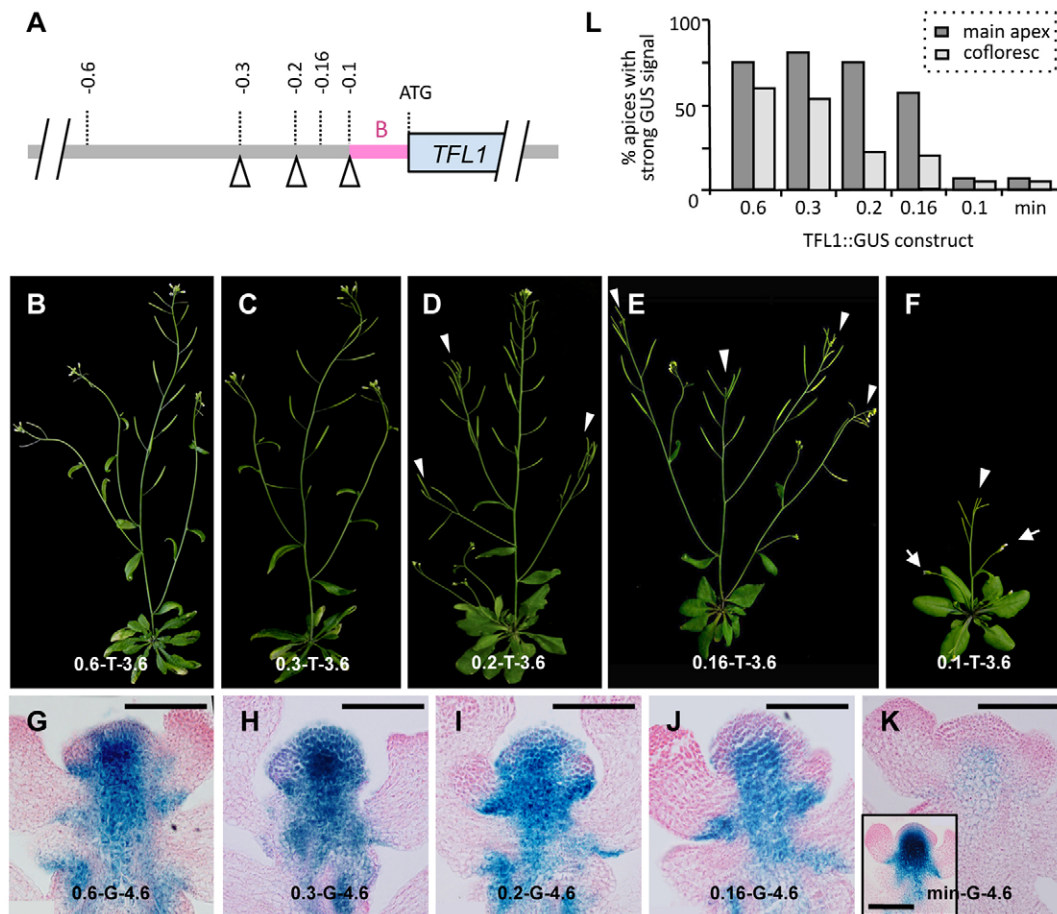 A
-0.6
-0.3
-0.2
-0.16
-0.1
ATG
B
TFL1
L
% apices with
strong GUS signal
100
50
0
main apex
cofloresc
0.6 0.3 0.2 0.16 0.1 min
TFL1::GUS construct
B
C
D
E
F
0.6-T-3.6
0.3-T-3.6
0.2-T-3.6
0.16-T-3.6
0.1-T-3.6
G
H
I
J
K
0.6-G-4.6
0.3-G-4.6
0.2-G-4.6
0.16-G-4.6
min-G-4.6